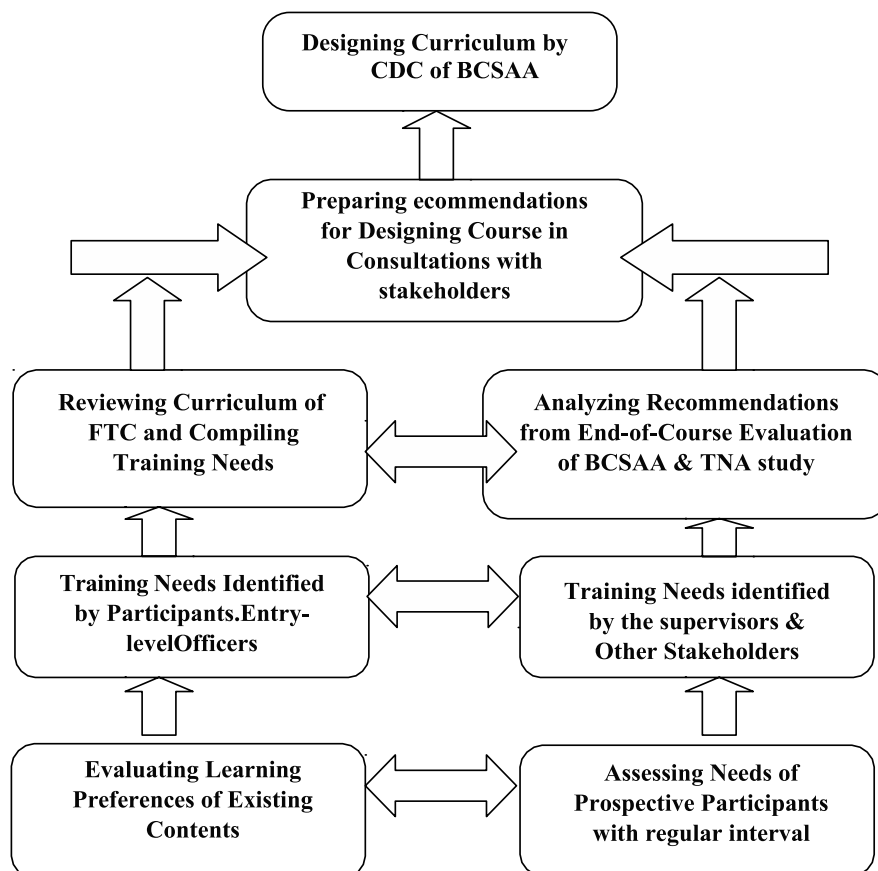 Designing Curriculum by
CDC of BCSAA
Preparing ecommendations
for Designing Course in
Consultations with
stakeholders
Reviewing Curriculum of
FTC and Compiling
Training Needs
Analyzing Recommendations
from End-of-Course Evaluation
of BCSAA & TNA study
Training Needs Identified
by Participants.Entry-
levelOfficers
Training Needs identified
by the supervisors &
Other Stakeholders
Evaluating Learning
Preferences of Existing
Contents
Assessing Needs of
Prospective Participants
with regular interval